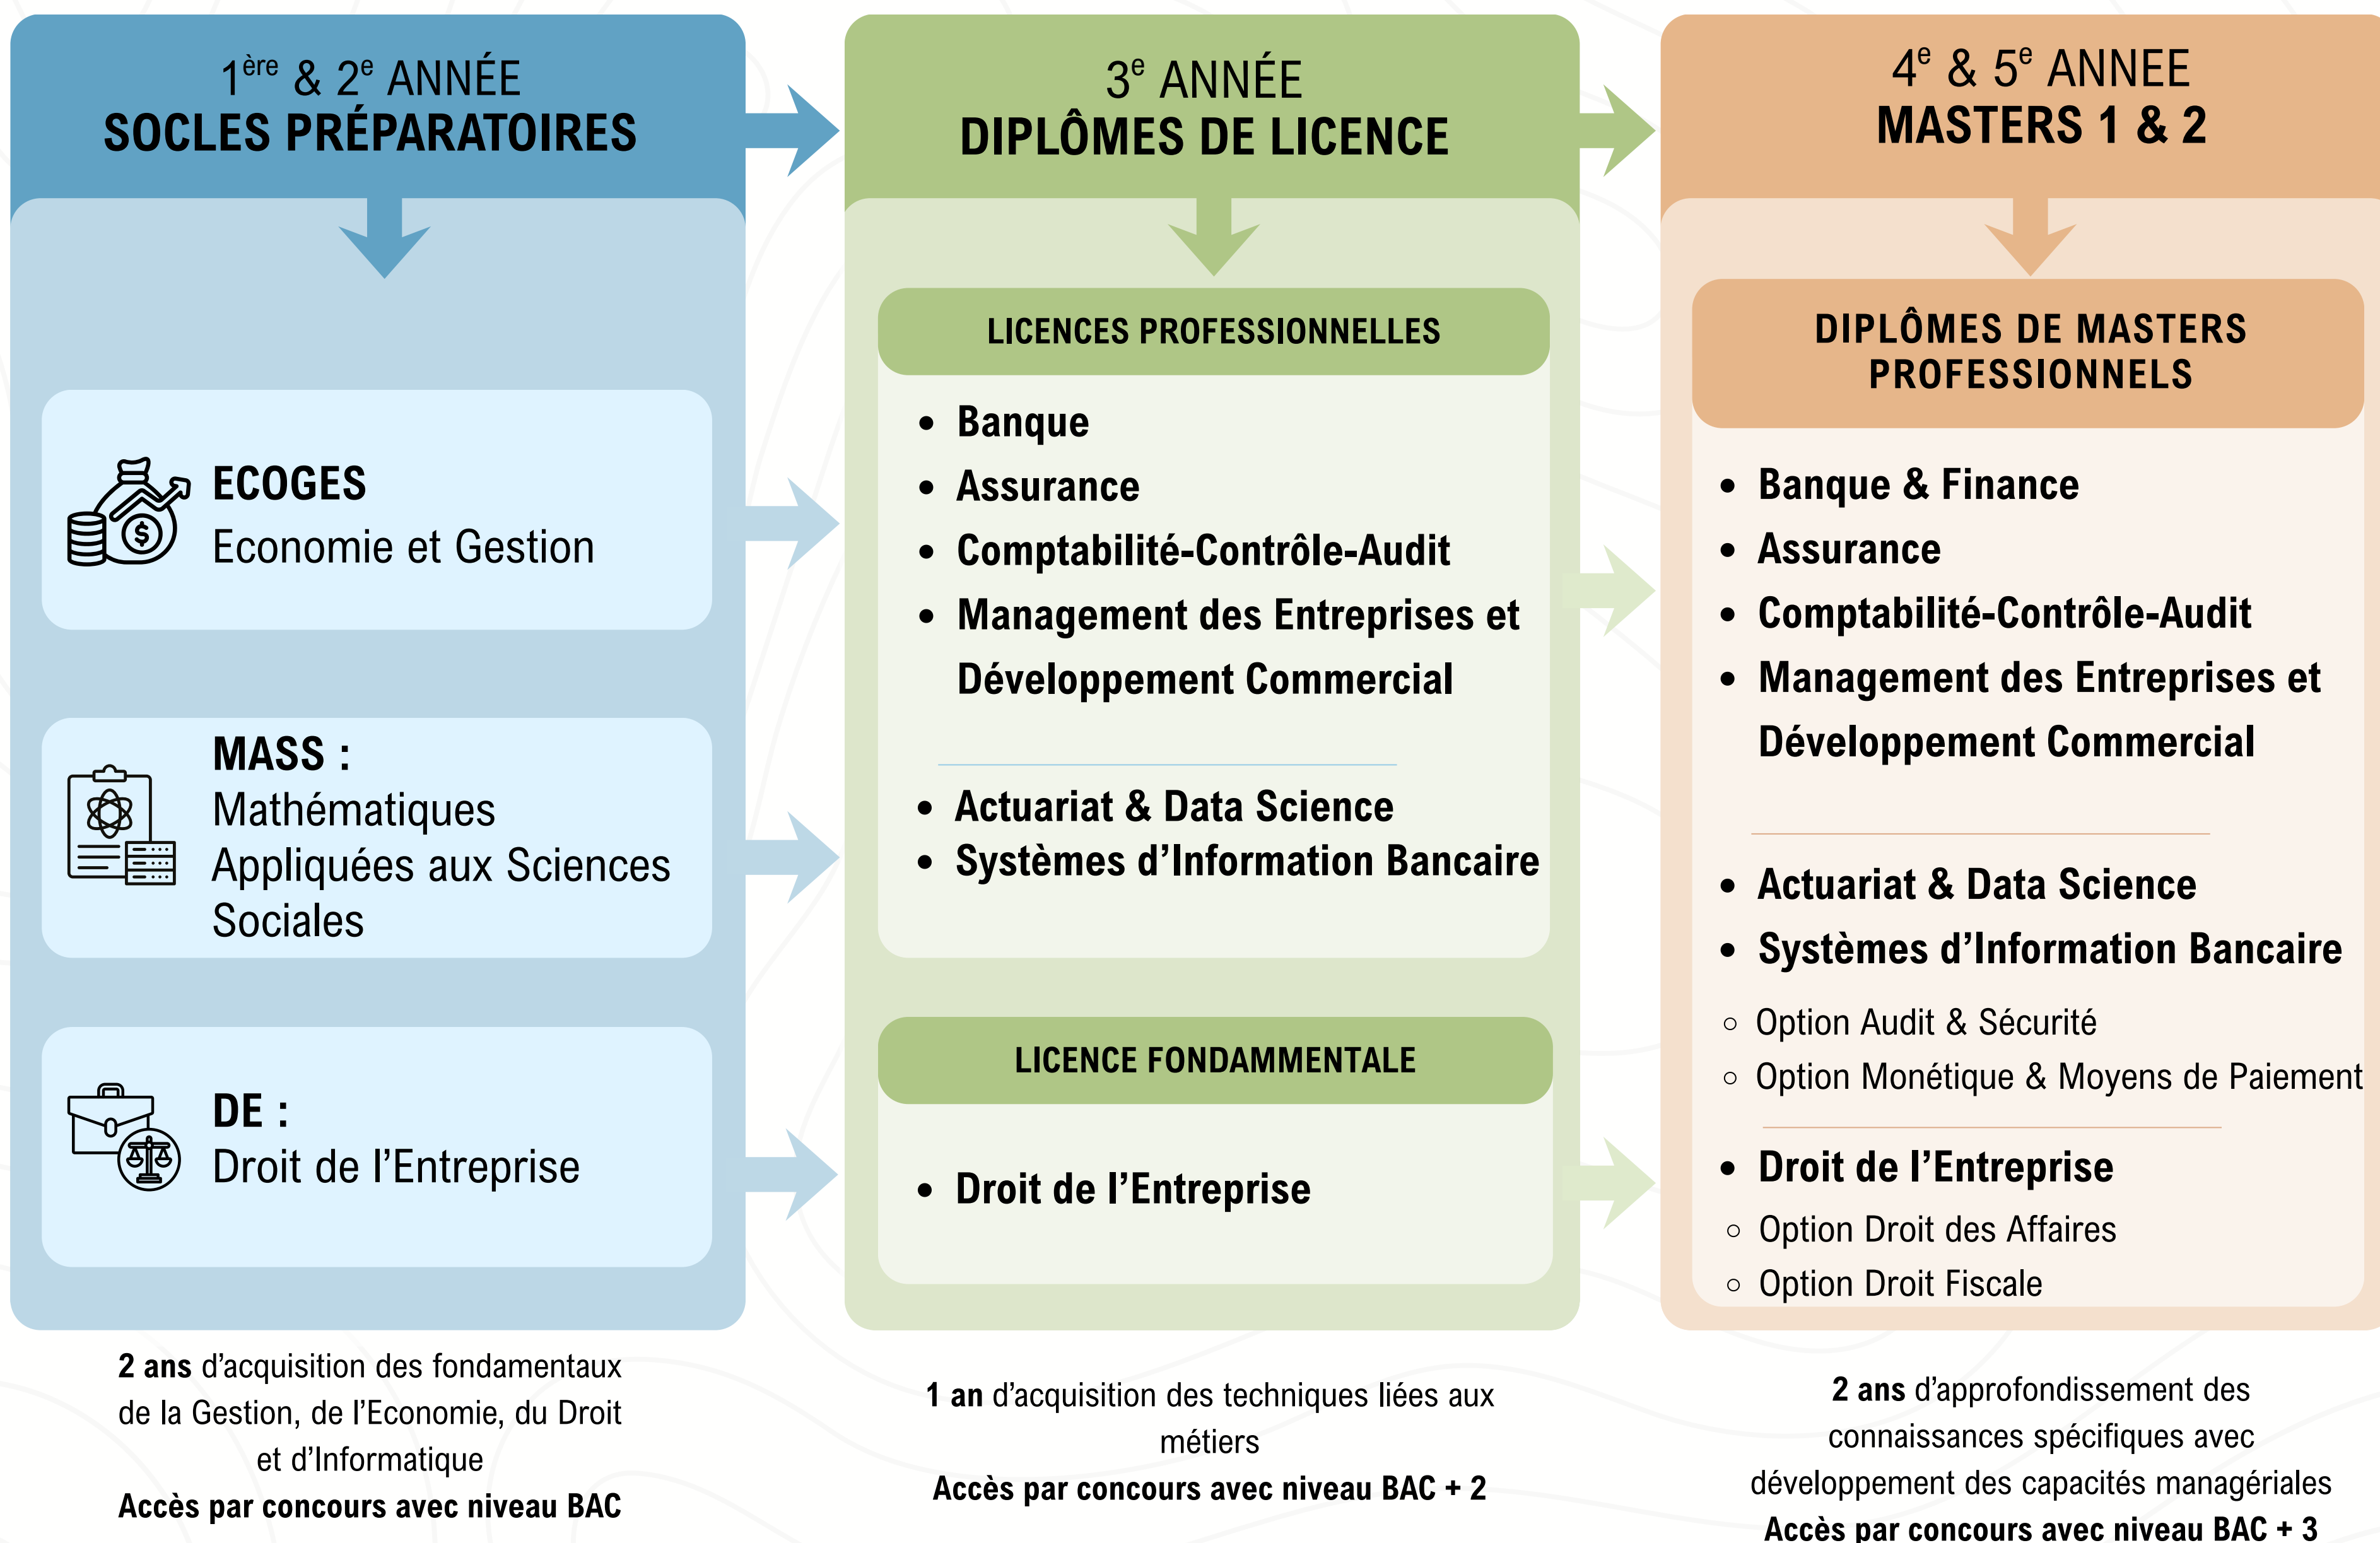 1ère & 2e ANNÉE
SOCLES PRÉPARATOIRES
ECOGES
Economie et Gestion
MASS :
Mathématiques
Appliquées aux Sciences
Sociales
DE :
Droit de l'Entreprise
2 ans d'acquisition des fondamentaux
de la Gestion, de l'Economie, du Droit
et d'Informatique
Accès par concours avec niveau BAC
3e ANNÉE
DIPLÔMES DE LICENCE
LICENCES PROFESSIONNELLES
• Banque
• Assurance
• Comptabilité-Contrôle-Audit
• Management des Entreprises et
Développement Commercial
• Actuariat & Data Science
• Systèmes d'Information Bancaire
LICENCE FONDAMMENTALE
• Droit de l'Entreprise
1 an d'acquisition des techniques liées aux
métiers
Accès par concours avec niveau BAC + 2
4e & 5e ANNEE
MASTERS 1 & 2
DIPLÔMES DE MASTERS
PROFESSIONNELS
• Banque & Finance
• Assurance
• Comptabilité-Contrôle-Audit
• Management des Entreprises et
Développement Commercial
• Actuariat & Data Science
• Systèmes d'Information Bancaire
○ Option Audit & Sécurité
○ Option Monétique & Moyens de Paiement
• Droit de l'Entreprise
○ Option Droit des Affaires
○ Option Droit Fiscale
2 ans d'approfondissement des
connaissances spécifiques avec
développement des capacités managériales
Accès par concours avec niveau BAC + 3
$